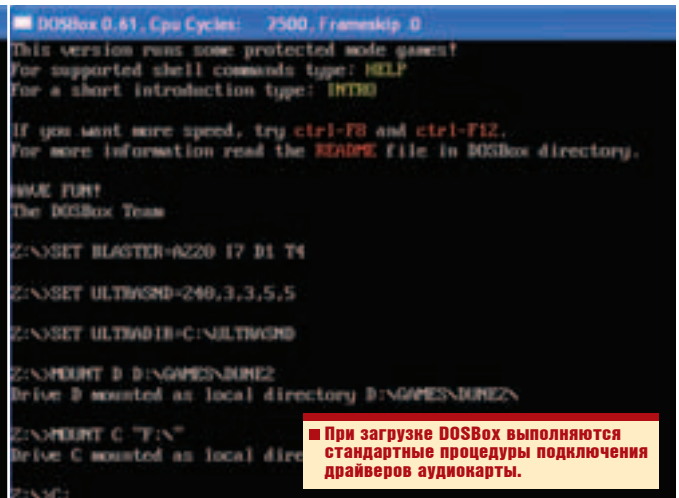 DOSBox 0.61, Cpu Cycles: 7500, Frameskip 0
This version runs some protected mode games!
For supported shell commands type: HELP
For a short introduction type: INTRO
If you want more speed, try ctrl-F8 and ctrl-F12.
For more information read the README file in DOSBox directory.
HAVE FUN!
The DOSBox Team
Z:\>SET BLASTER=A220 I7 D1 T4
Z:\>SET ULTRASND=240,3,3,5,5
Z:\>SET ULTRADIR=C:\ULTRASND
Z:\>MOUNT D D:\GAMES\DUNE2
Drive D mounted as local directory D:\GAMES\DUNE2\
Z:\>MOUNT C "F:\"
Drive C mounted as local dire
Z:\>C:
■ При загрузке DOSBox выполняются
стандартные процедуры подключения
драйверов аудиокарты.